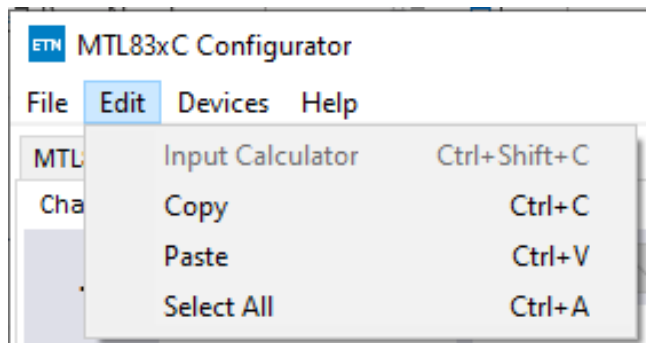 ETN MTL83xC Configurator
File Edit Devices Help
MTL
Input Calculator Ctrl+Shift+C
Cha
Copy Ctrl+C
Paste Ctrl+V
Select All Ctrl+A